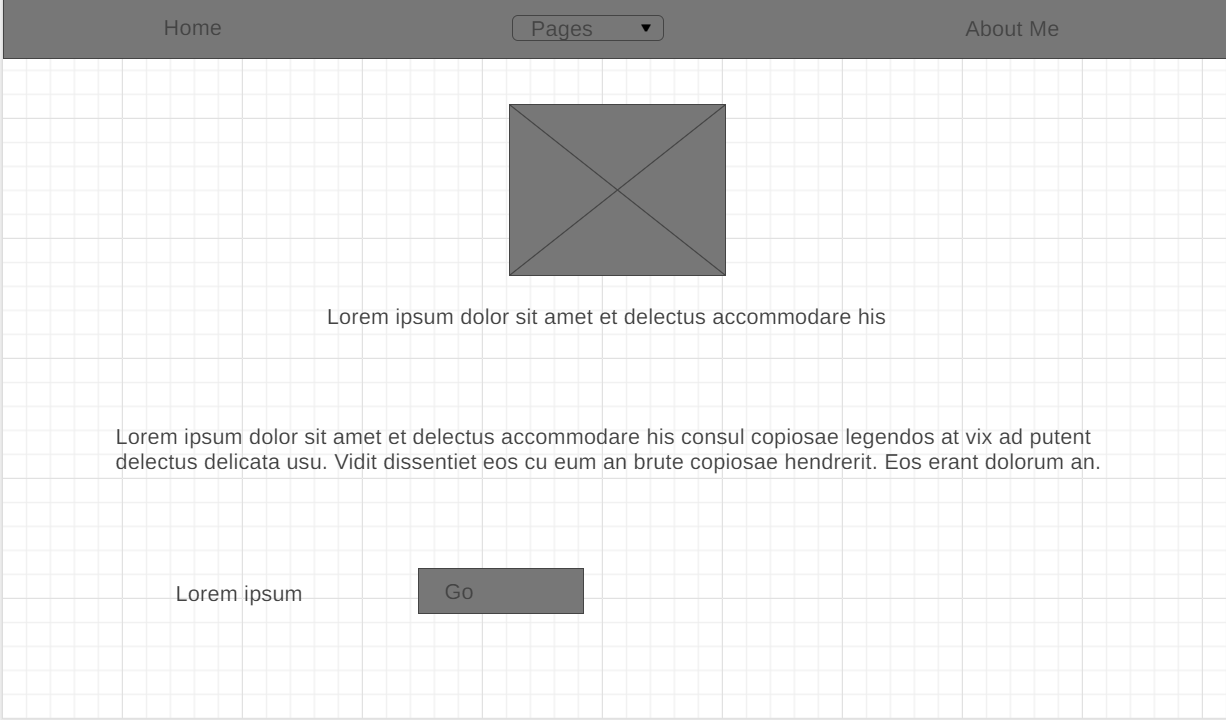 Home
Pages
About Me
Lorem ipsum dolor sit amet et delectus accommodare his
Lorem ipsum dolor sit amet et delectus accommodare his consul copiosae legendos at vix ad putent
delectus delicata usu. Vidit dissentiet eos cu eum an brute copiosae hendrerit. Eos erant dolorum an.
Lorem ipsum
Go